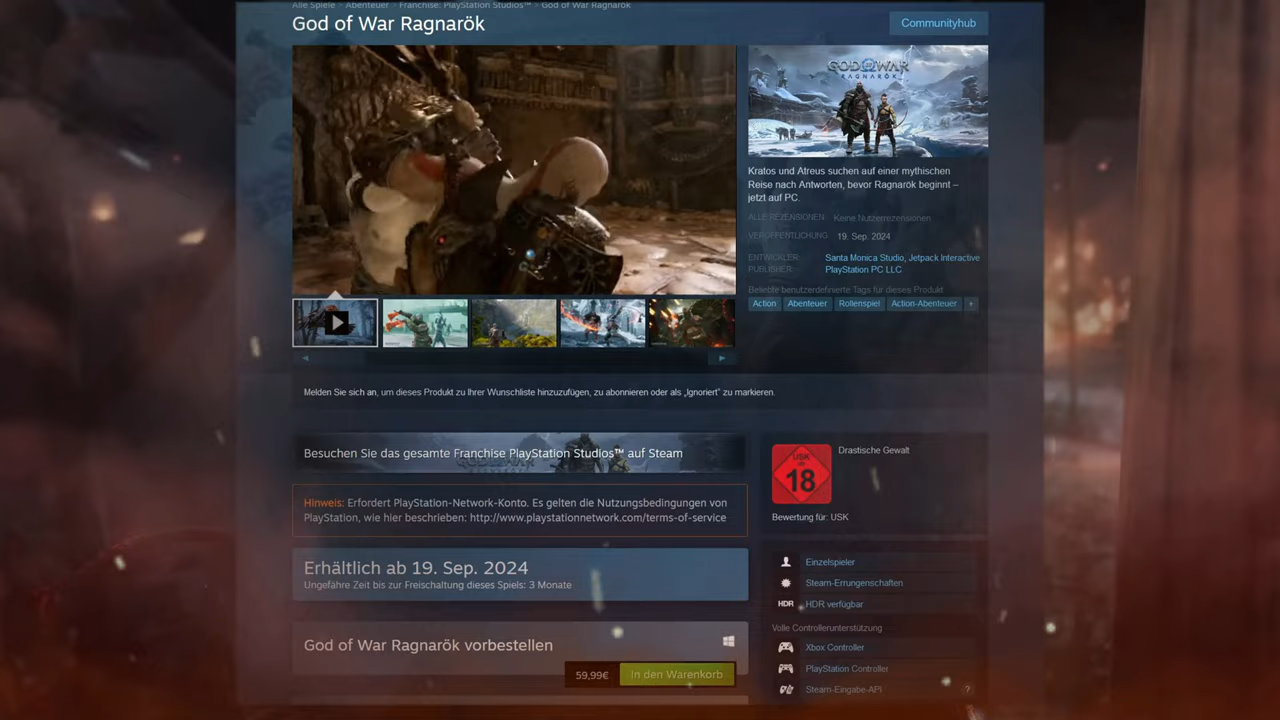 Alle Spiele > Abenteuer > Franchise: PlayStation Studios™ > God of War Ragnarök
God of War Ragnarök
Communityhub
GOD OF WAR
RAGNARÖK
Kratos und Atreus suchen auf einer mythischen
Reise nach Antworten, bevor Ragnarök beginnt –
jetzt auf PC.
ALLE REZENSIONEN: Keine Nutzerrezensionen
VERÖFFENTLICHUNG: 19. Sep. 2024
ENTWICKLER: Santa Monica Studio, Jetpack Interactive
PUBLISHER: PlayStation PC LLC
Beliebte benutzerdefinierte Tags für dieses Produkt
Action Abenteuer Rollenspiel Action-Abenteuer +
Melden Sie sich an, um dieses Produkt zu Ihrer Wunschliste hinzuzufügen, zu abonnieren oder als „Ignoriert" zu markieren.
Besuchen Sie das gesamte Franchise PlayStation Studios™ auf Steam
Hinweis: Erfordert PlayStation-Network-Konto. Es gelten die Nutzungsbedingungen von
PlayStation, wie hier beschrieben: http://www.playstationnetwork.com/terms-of-service
Erhältlich ab 19. Sep. 2024
Ungefähre Zeit bis zur Freischaltung dieses Spiels: 3 Monate
God of War Ragnarök vorbestellen
59,99€ In den Warenkorb
Drastische Gewalt
USK
ab
18
Bewertung für: USK
Einzelspieler
Steam-Errungenschaften
HDR HDR verfügbar
Volle Controllerunterstützung
Xbox Controller
PlayStation Controller
Steam-Eingabe-API ?